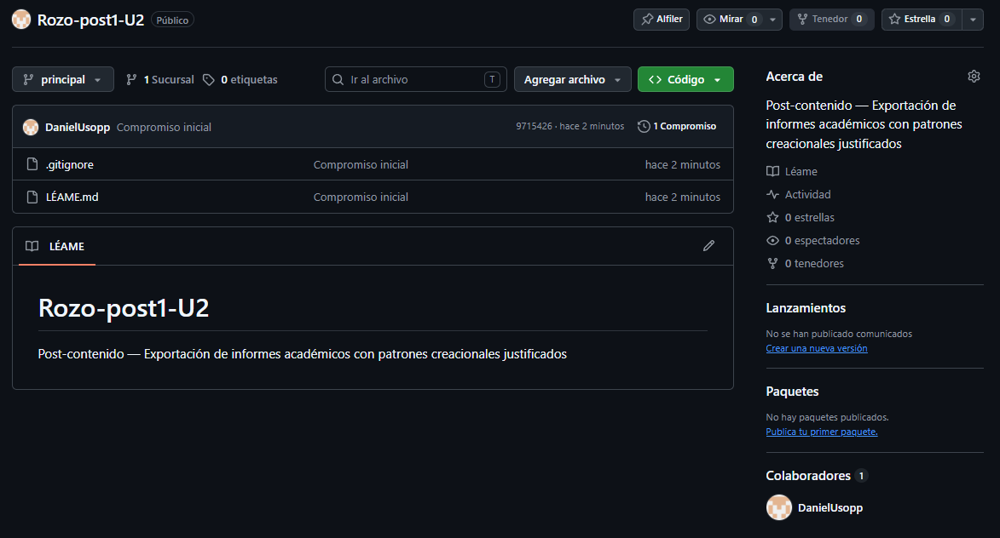 Rozo-post1-U2 Público
Alfiler Mirar 0 Tenedor 0 Estrella 0
principal 1 Sucursal 0 etiquetas Ir al archivo T Agregar archivo Código
DanielUsopp Compromiso inicial 9715426 · hace 2 minutos 1 Compromiso
.gitignore Compromiso inicial hace 2 minutos
LÉAME.md Compromiso inicial hace 2 minutos
LÉAME
Rozo-post1-U2
Post-contenido — Exportación de informes académicos con patrones creacionales justificados
Acerca de
Post-contenido — Exportación de
informes académicos con patrones
creacionales justificados
Léame
Actividad
0 estrellas
0 espectadores
0 tenedores
Lanzamientos
No se han publicado comunicados
Crear una nueva versión
Paquetes
No hay paquetes publicados.
Publica tu primer paquete.
Colaboradores 1
DanielUsopp